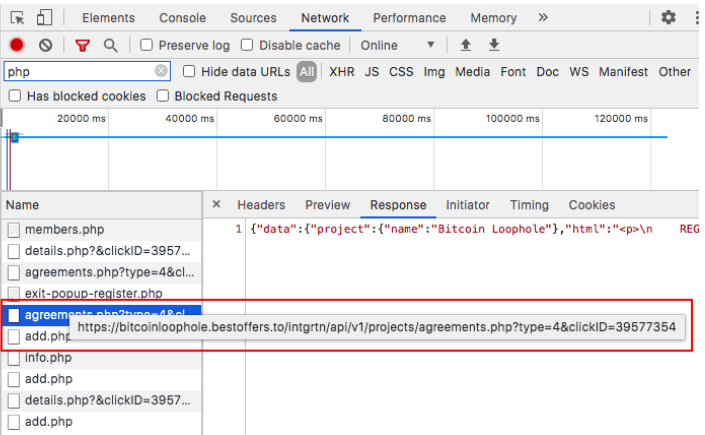 Elements Console Sources Network Performance Memory »
Preserve log Disable cache Online ▼
php Hide data URLs All XHR JS CSS Img Media Font Doc WS Manifest Other
Has blocked cookies Blocked Requests
20000 ms 40000 ms 60000 ms 80000 ms 100000 ms 120000 ms
Name × Headers Preview Response Initiator Timing Cookies
members.php 1 {"data":{"project":{"name":"Bitcoin Loophole"},"html":"<p>\n REG
details.php?&clickID=3957...
agreements.php?type=4&cl...
exit-popup-register.php
agreements.php?type=4&cl
https://bitcoinloophole.bestoffers.to/intgrtn/api/v1/projects/agreements.php?type=4&clickID=39577354
add.php
info.php
add.php
details.php?&clickID=3957...
add.php